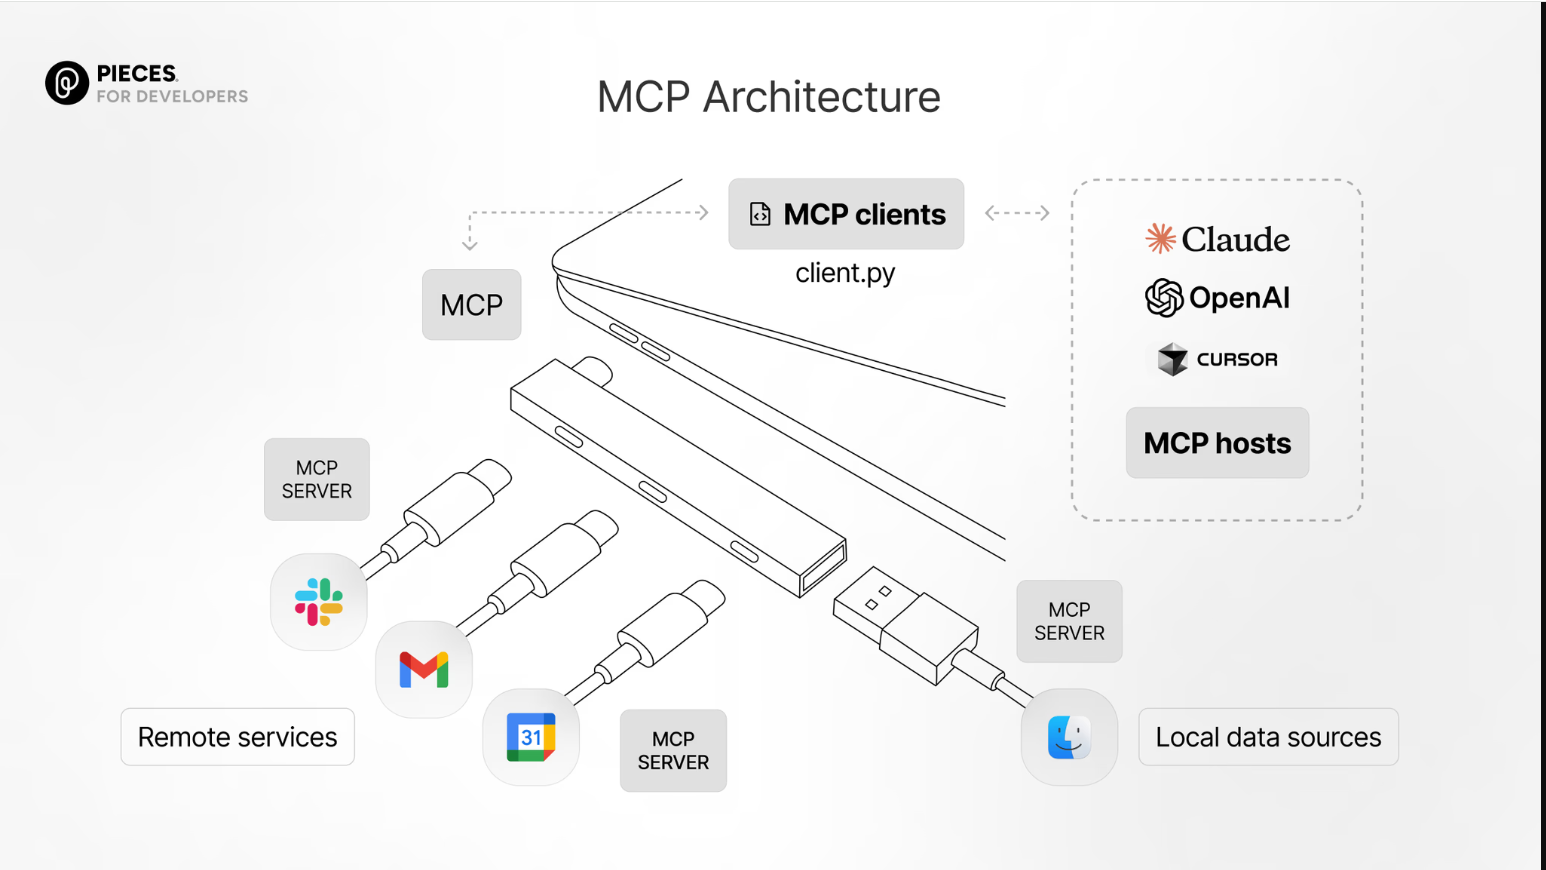 PIECES.
FOR DEVELOPERS
MCP Architecture
MCP clients
client.py
MCP
Claude
OpenAI
CURSOR
MCP hosts
MCP
SERVER
MCP
SERVER
Remote services
31
MCP
SERVER
Local data sources